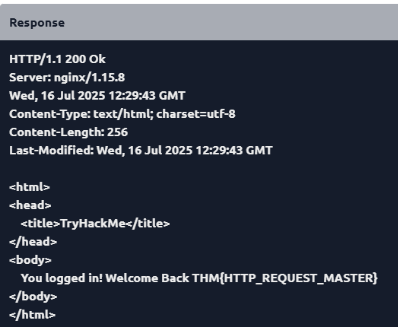 Response
HTTP/1.1 200 Ok
Server: nginx/1.15.8
Wed, 16 Jul 2025 12:29:43 GMT
Content-Type: text/html; charset=utf-8
Content-Length: 256
Last-Modified: Wed, 16 Jul 2025 12:29:43 GMT

<html>
<head>
    <title>TryHackMe</title>
</head>
<body>
    You logged in! Welcome Back THM{HTTP_REQUEST_MASTER}
</body>
</html>